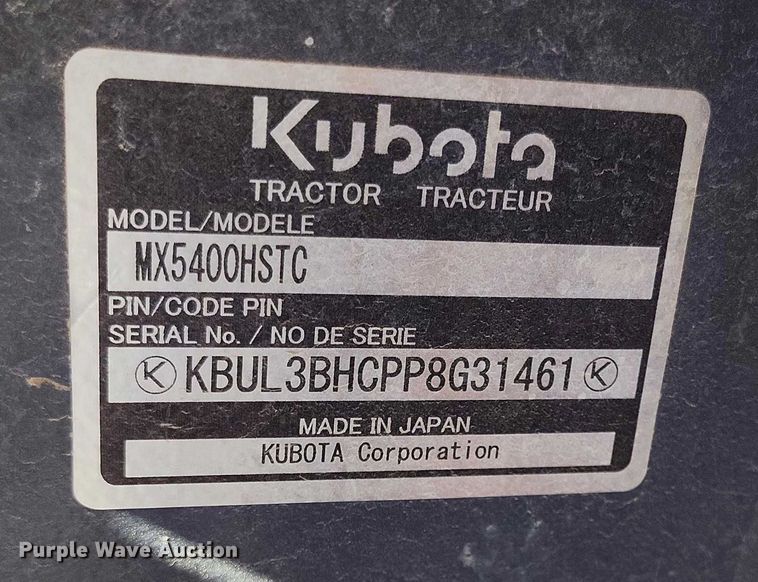 Kubota
TRACTOR TRACTEUR
MODEL/MODELE
MX5400HSTC
PIN/CODE PIN
SERIAL No. / NO DE SERIE
K KBUL3BHCPP8G31461 K
MADE IN JAPAN
KUBOTA Corporation
Purple Wave Auction